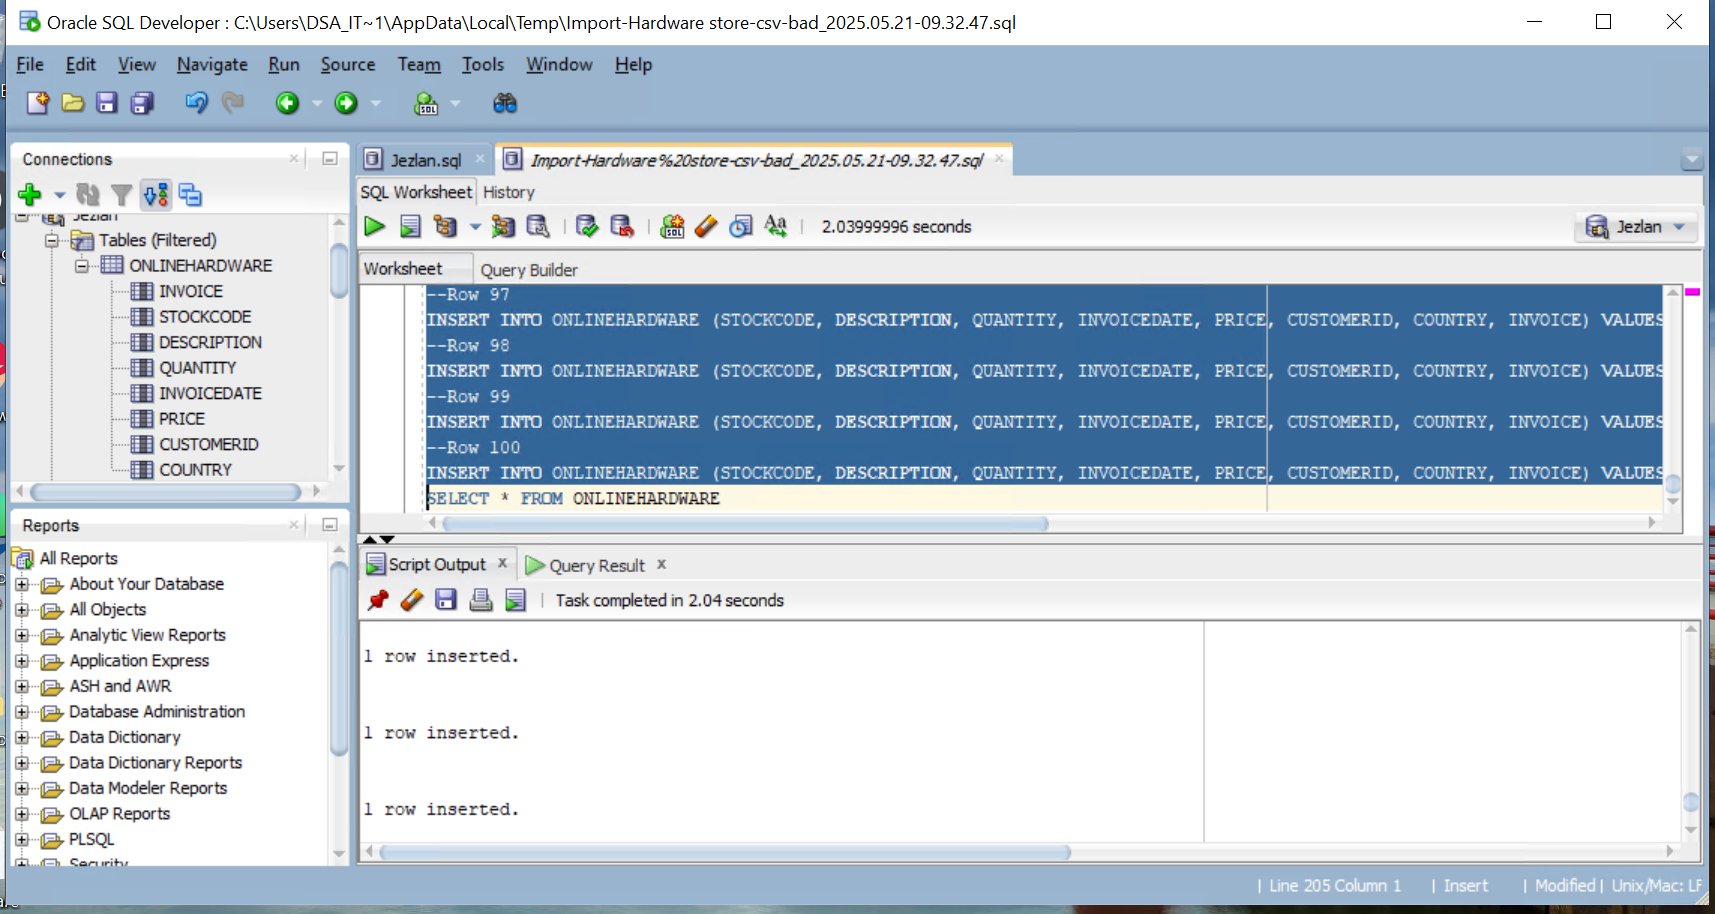 Oracle SQL Developer : C:\Users\DSA_IT~1\AppData\Local\Temp\Import-Hardware store-csv-bad_2025.05.21-09.32.47.sql
File Edit View Navigate Run Source Team Tools Window Help
Connections
Jezlan
Tables (Filtered)
ONLINEHARDWARE
INVOICE
STOCKCODE
DESCRIPTION
QUANTITY
INVOICEDATE
PRICE
CUSTOMERID
COUNTRY
Reports
All Reports
About Your Database
All Objects
Analytic View Reports
Application Express
ASH and AWR
Database Administration
Data Dictionary
Data Dictionary Reports
Data Modeler Reports
OLAP Reports
PLSQL
Security
Jezlan.sql
Import-Hardware%20store-csv-bad_2025.05.21-09.32.47.sql
SQL Worksheet History
2.03999996 seconds
Jezlan
Worksheet Query Builder
--Row 97
INSERT INTO ONLINEHARDWARE (STOCKCODE, DESCRIPTION, QUANTITY, INVOICEDATE, PRICE, CUSTOMERID, COUNTRY, INVOICE) VALUES
--Row 98
INSERT INTO ONLINEHARDWARE (STOCKCODE, DESCRIPTION, QUANTITY, INVOICEDATE, PRICE, CUSTOMERID, COUNTRY, INVOICE) VALUES
--Row 99
INSERT INTO ONLINEHARDWARE (STOCKCODE, DESCRIPTION, QUANTITY, INVOICEDATE, PRICE, CUSTOMERID, COUNTRY, INVOICE) VALUES
--Row 100
INSERT INTO ONLINEHARDWARE (STOCKCODE, DESCRIPTION, QUANTITY, INVOICEDATE, PRICE, CUSTOMERID, COUNTRY, INVOICE) VALUES
SELECT * FROM ONLINEHARDWARE
Script Output Query Result
Task completed in 2.04 seconds
1 row inserted.
1 row inserted.
1 row inserted.
Line 205 Column 1 | Insert | Modified | Unix/Mac: LF